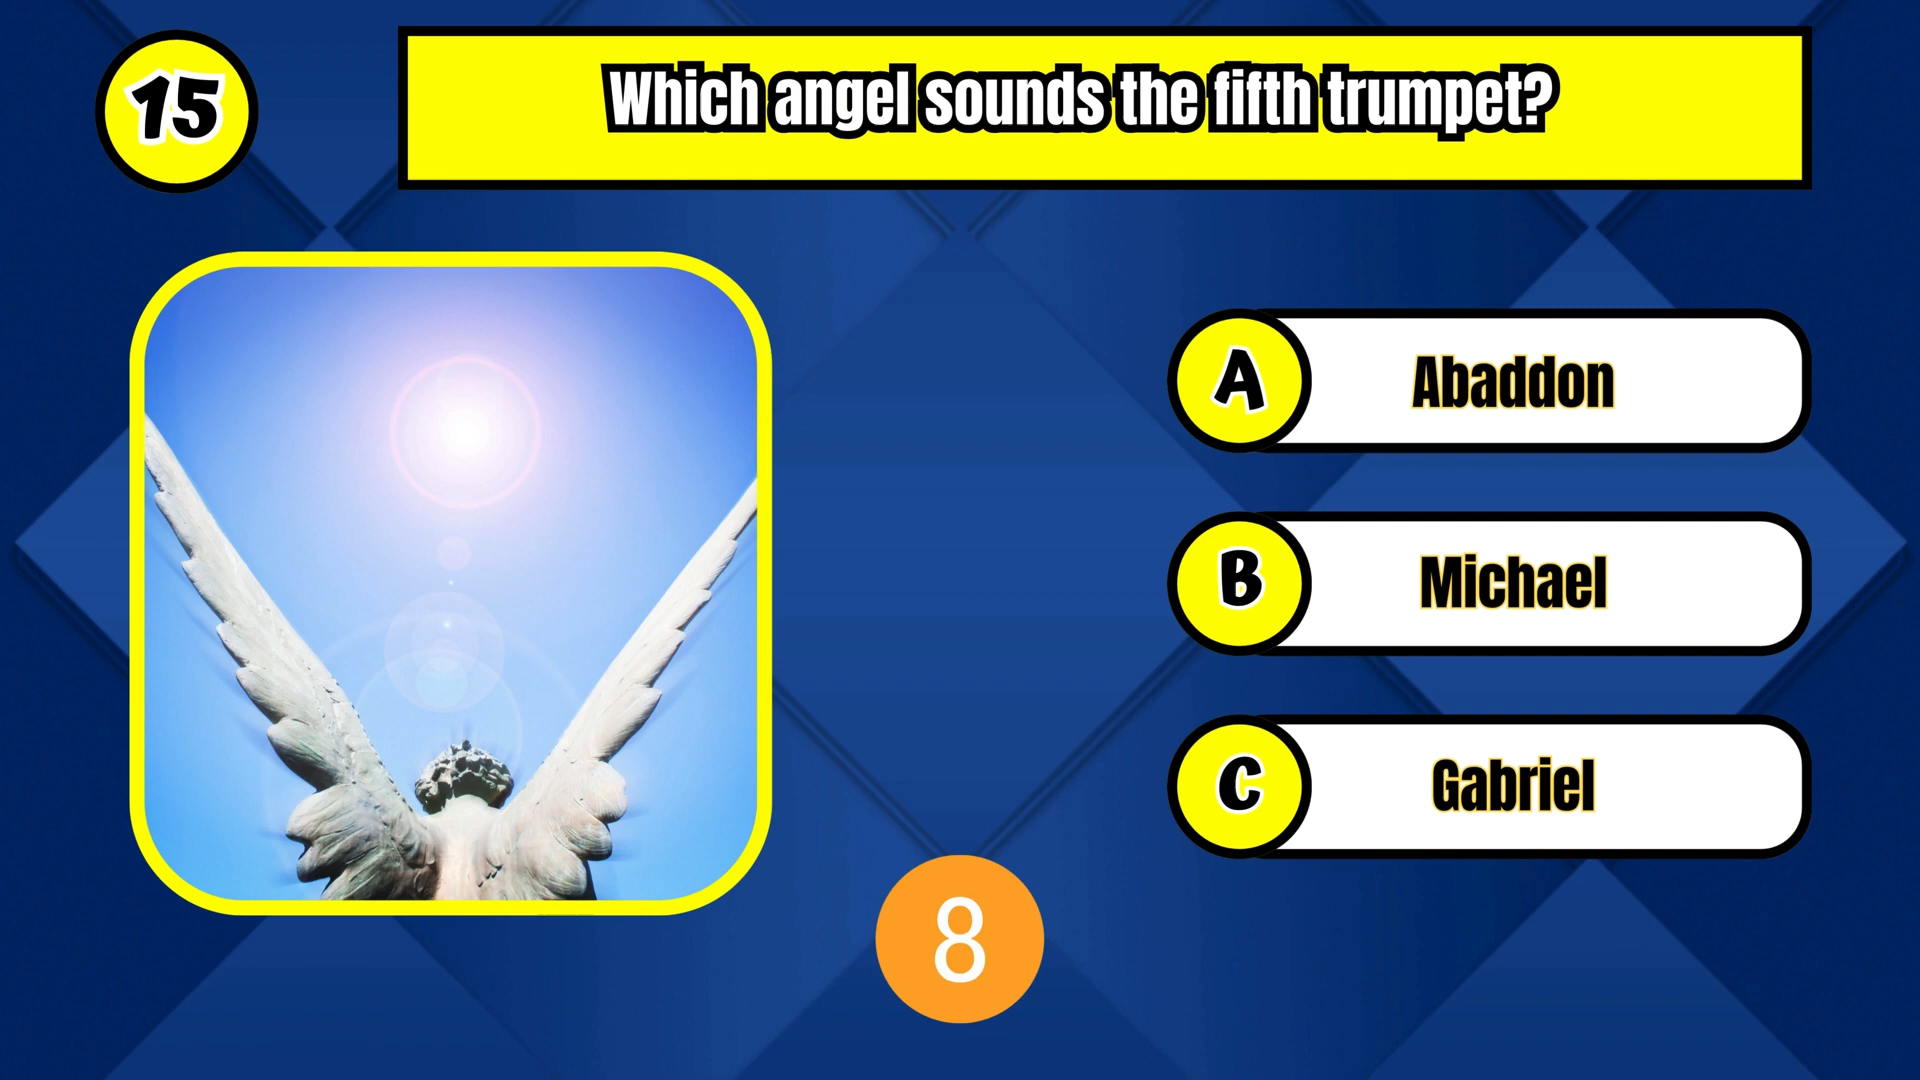 15
Which angel sounds the fifth trumpet?
A
Abaddon
B
Michael
C
Gabriel
8